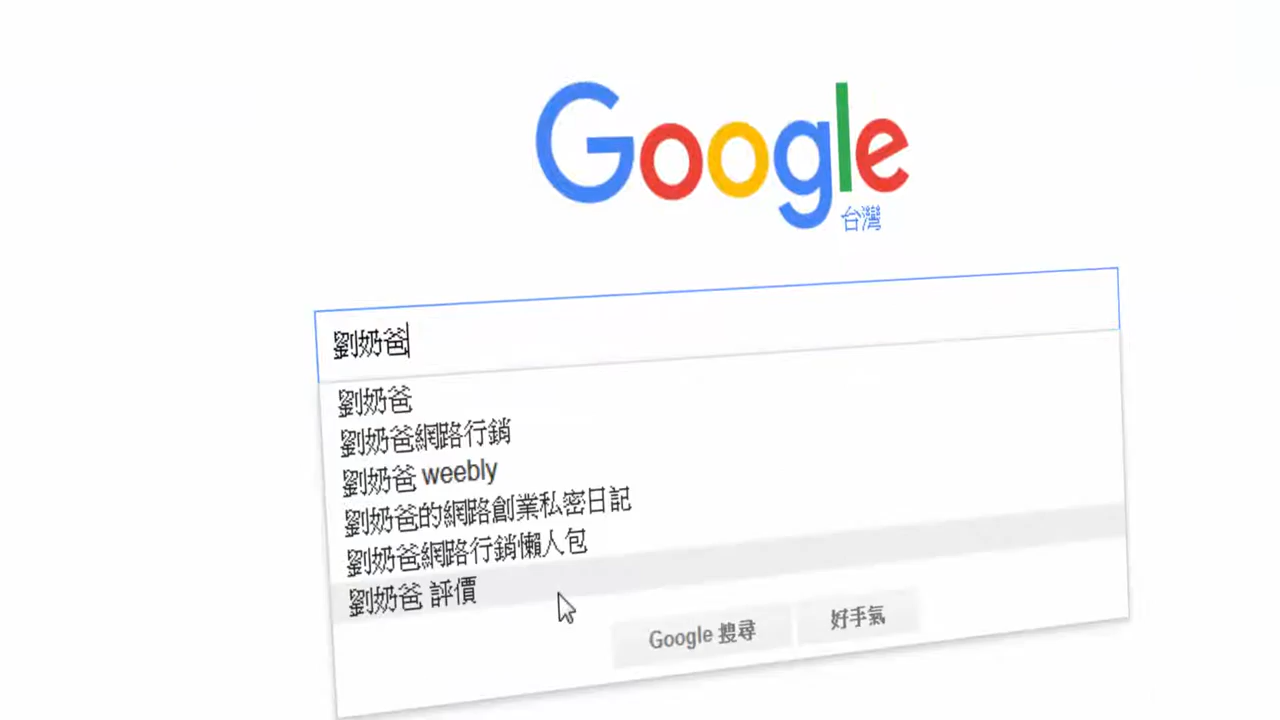 Google
台灣
劉奶爸
劉奶爸
劉奶爸網路行銷
劉奶爸 weebly
劉奶爸的網路創業私密日記
劉奶爸網路行銷懶人包
劉奶爸 評價
Google 搜尋
好手氣